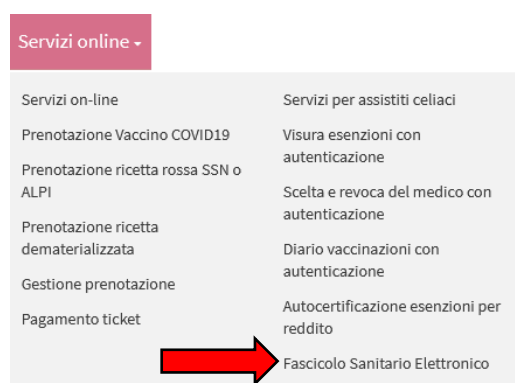 Servizi online
Servizi on-line
Prenotazione Vaccino COVID19
Prenotazione ricetta rossa SSN o
ALPI
Prenotazione ricetta
dematerializzata
Gestione prenotazione
Pagamento ticket
Servizi per assistiti celiaci
Visura esenzioni con
autenticazione
Scelta e revoca del medico con
autenticazione
Diario vaccinazioni con
autenticazione
Autocertificazione esenzioni per
reddito
Fascicolo Sanitario Elettronico